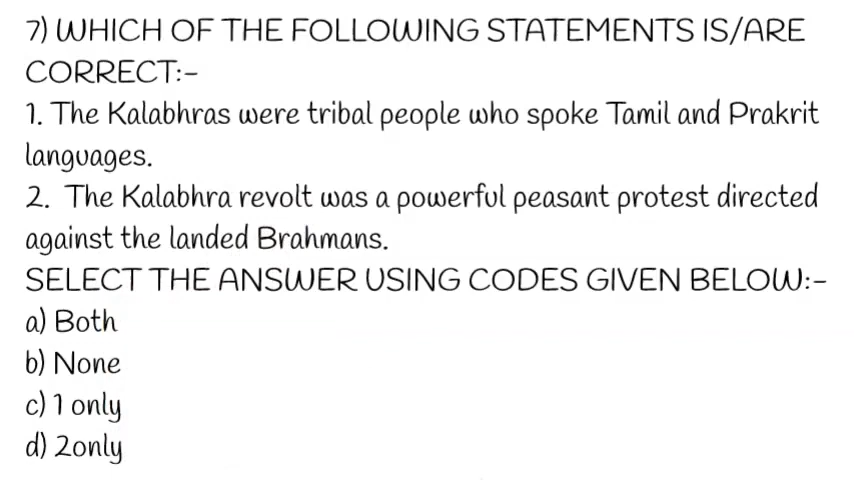 7) WHICH OF THE FOLLOWING STATEMENTS IS/ARE
CORRECT:-
1. The Kalabhras were tribal people who spoke Tamil and Prakrit
languages.
2. The Kalabhra revolt was a powerful peasant protest directed
against the landed Brahmans.
SELECT THE ANSWER USING CODES GIVEN BELOW:-
a) Both
b) None
c) 1 only
d) 2only